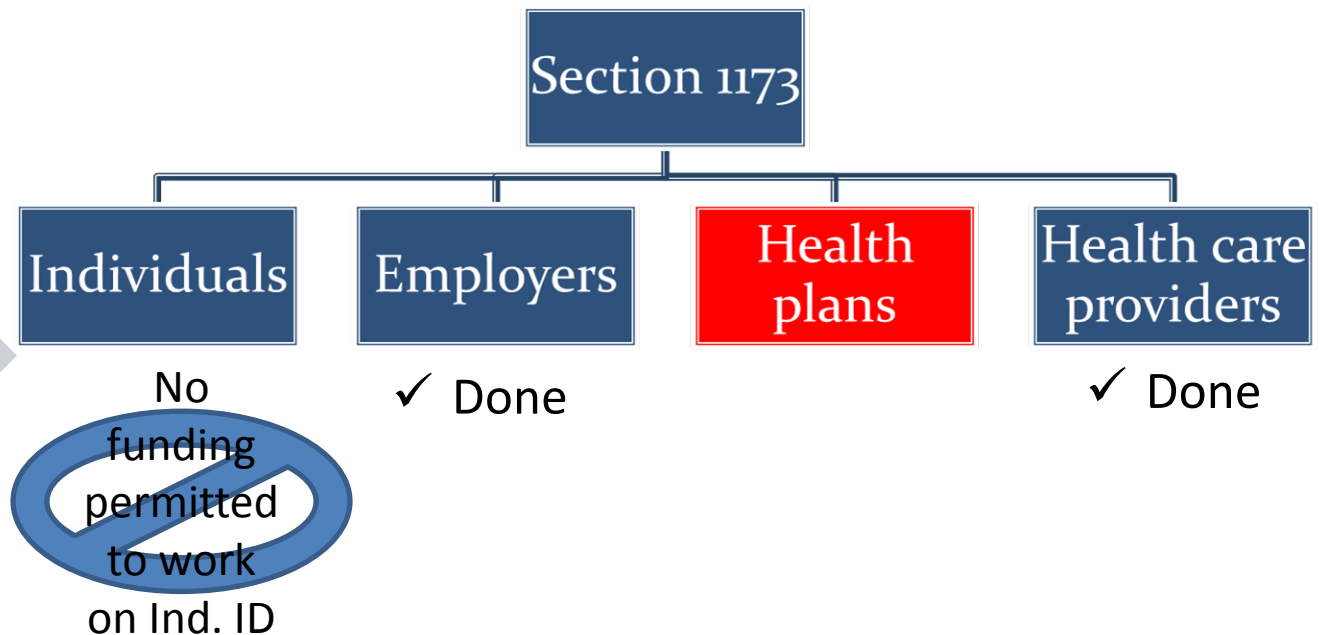 Section 1173
Individuals
Employers
Health
plans
Health care
providers
No
funding
permitted
to work
on Ind. ID
✓ Done
✓ Done